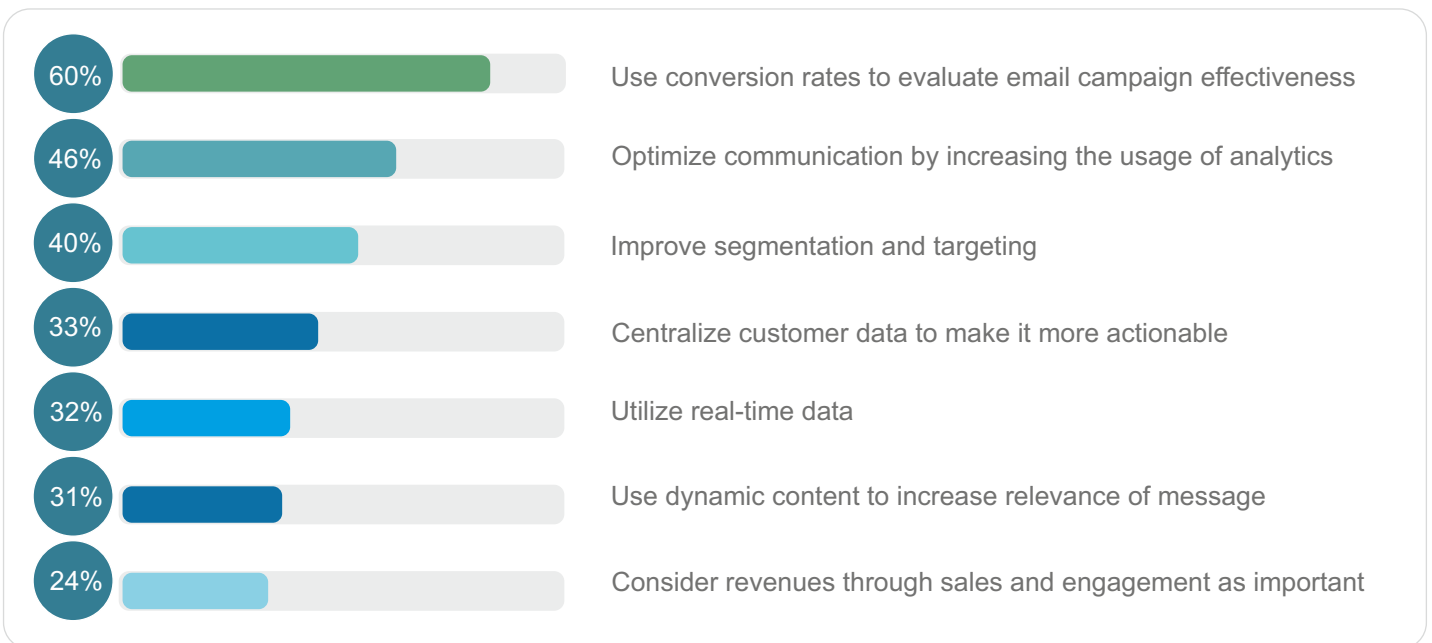 60% Use conversion rates to evaluate email campaign effectiveness
46% Optimize communication by increasing the usage of analytics
40% Improve segmentation and targeting
33% Centralize customer data to make it more actionable
32% Utilize real-time data
31% Use dynamic content to increase relevance of message
24% Consider revenues through sales and engagement as important